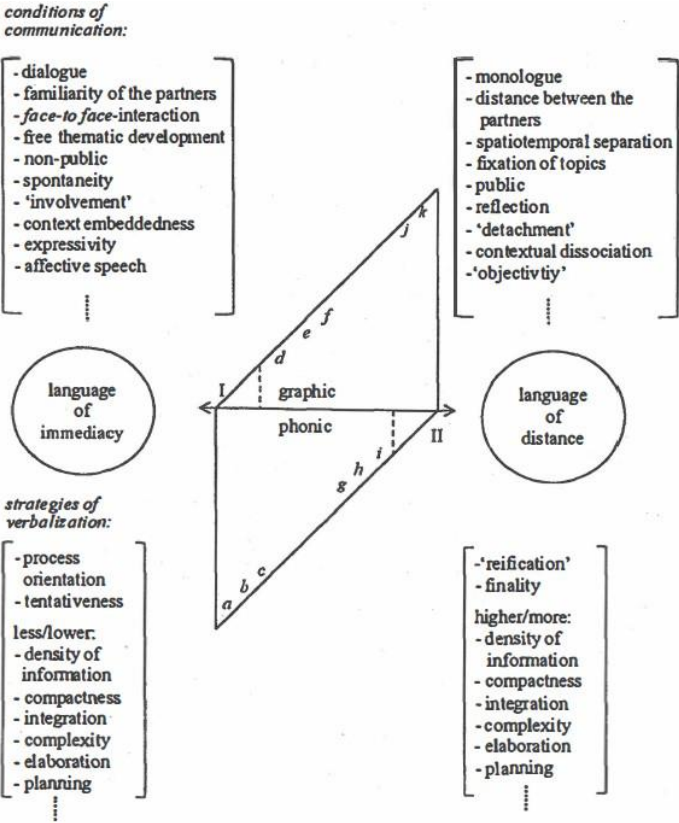 conditions of
communication:
- dialogue
- familiarity of the partners
- face-to face-interaction
- free thematic development
- non-public
- spontaneity
- ‘involvement’
- context embeddedness
- expressivity
- affective speech
- monologue
- distance between the
partners
- spatiotemporal separation
- fixation of topics
- public
- reflection
- ‘detachment’
- contextual dissociation
-‘objectivtiy’
k
j
f
e
d
I
graphic
phonic
II
i
h
g
c
b
a
language
of
immediacy
language
of
distance
strategies of
verbalization:
- process
orientation
- tentativeness
less/lower:
- density of
information
- compactness
- integration
- complexity
- elaboration
- planning
-‘reification’
- finality
higher/more:
- density of
information
- compactness
- integration
- complexity
- elaboration
- planning